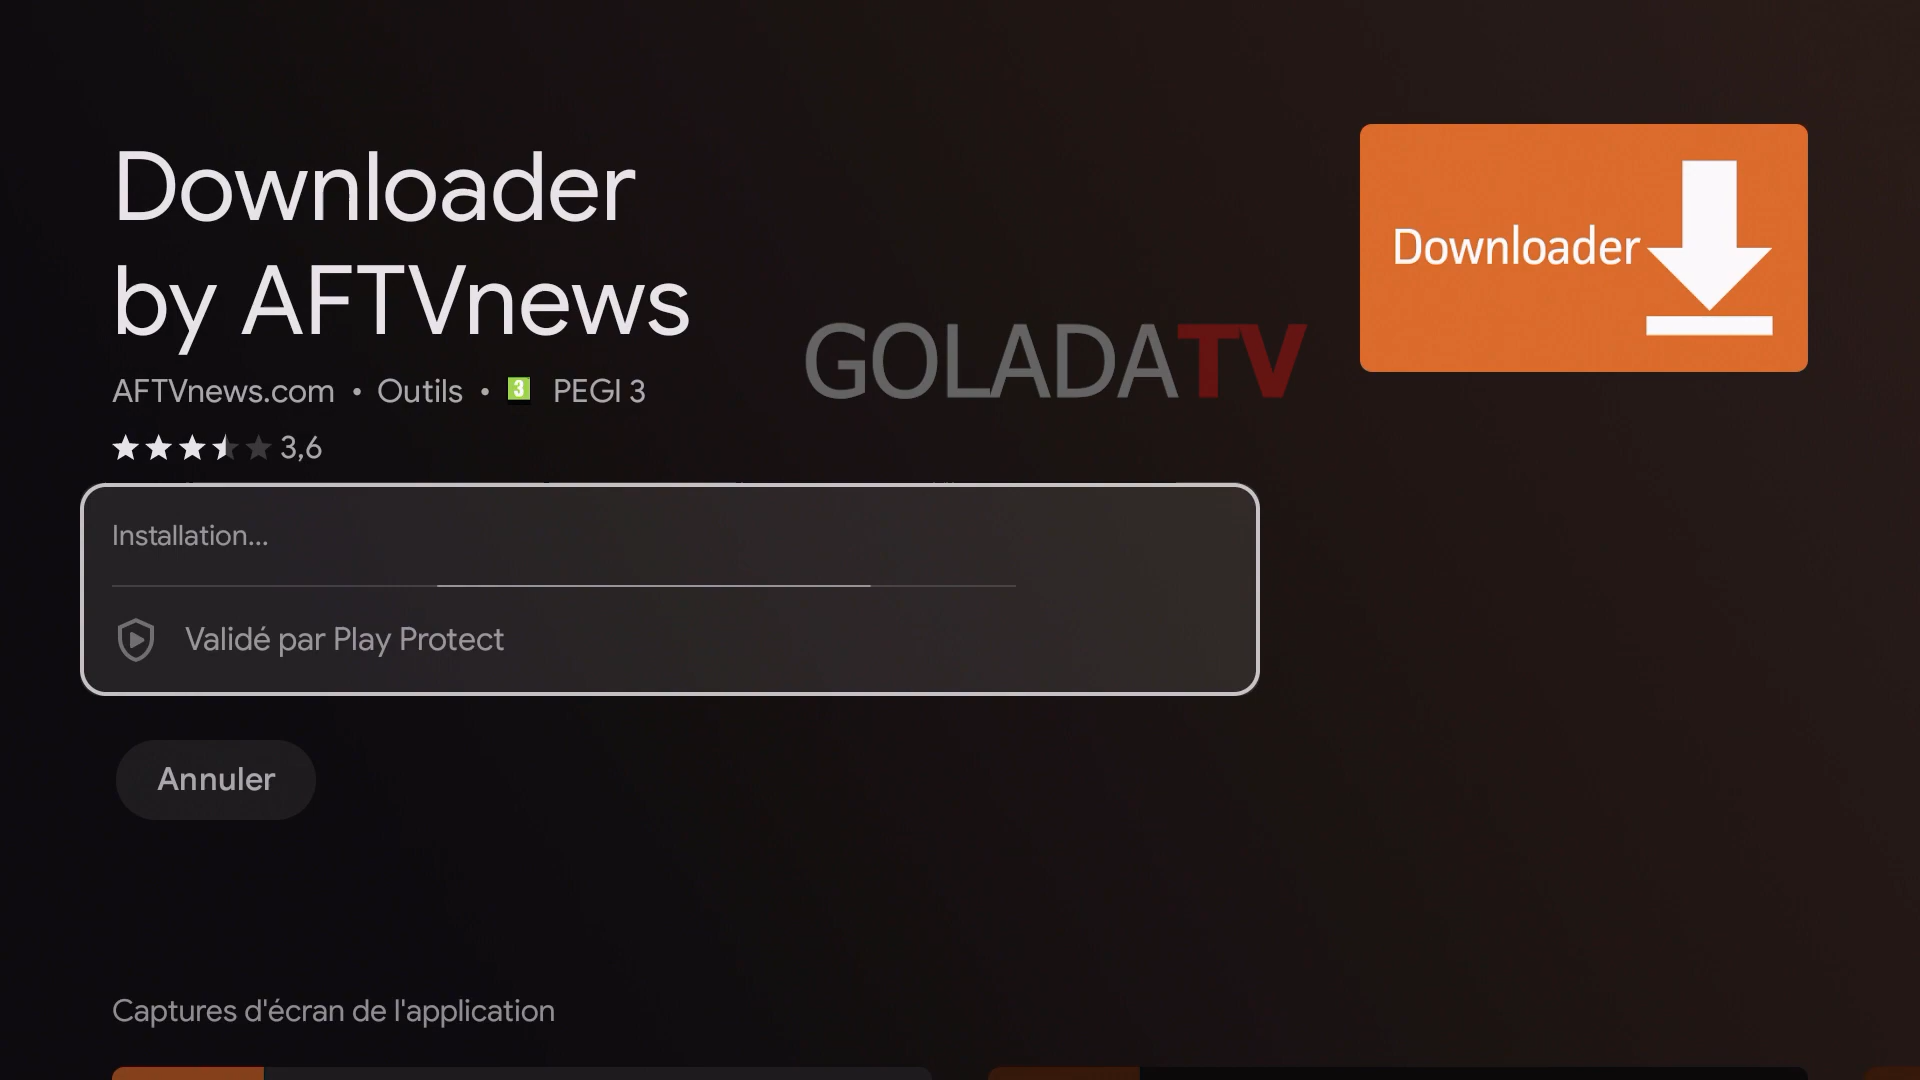 Downloader
by AFTVnews
AFTVnews.com • Outils • 3 PEGI 3
3,6
GOLADATV
Downloader
Installation...
Validé par Play Protect
Annuler
Captures d'écran de l'application